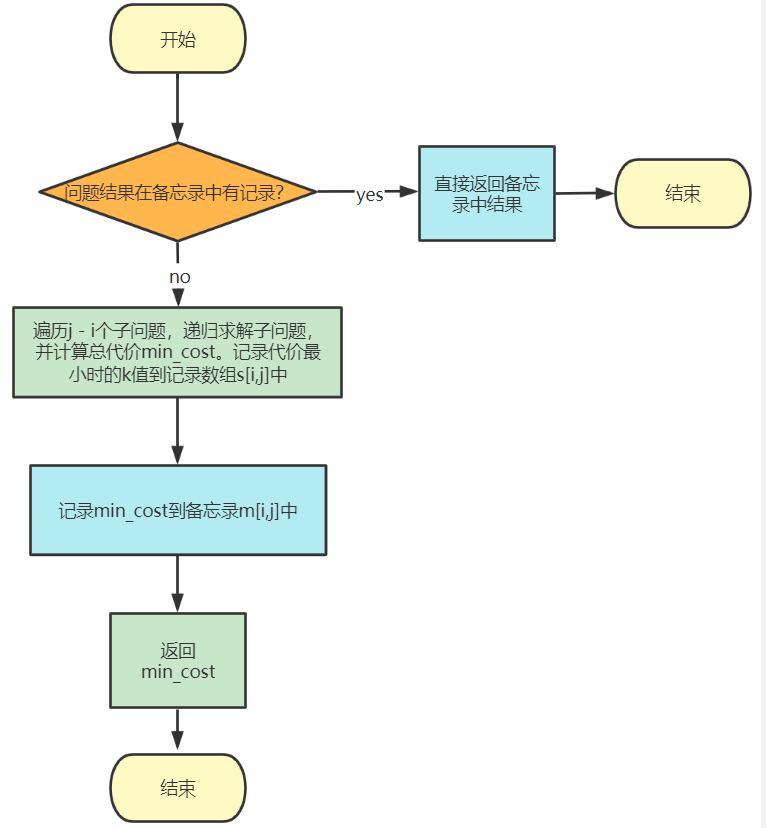 开始
问题结果在备忘录中有记录？
yes
直接返回备忘
录中结果
结束
no
遍历j - i个子问题，递归求解子问题，
并计算总代价min_cost。记录代价最
小时的k值到记录数组s[i,j]中
记录min_cost到备忘录m[i,j]中
返回
min_cost
结束